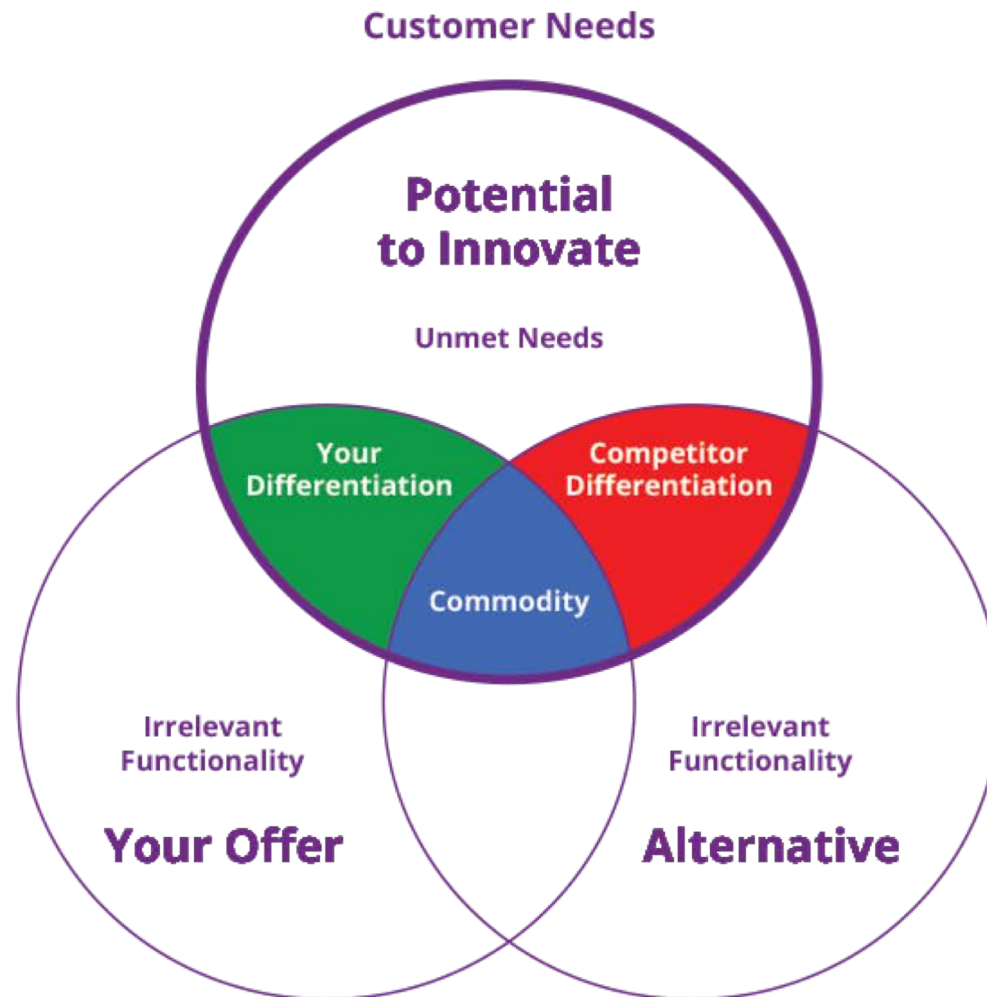 Customer Needs
Potential
to Innovate
Unmet Needs
Your
Differentiation
Competitor
Differentiation
Commodity
Irrelevant
Functionality
Your Offer
Irrelevant
Functionality
Alternative